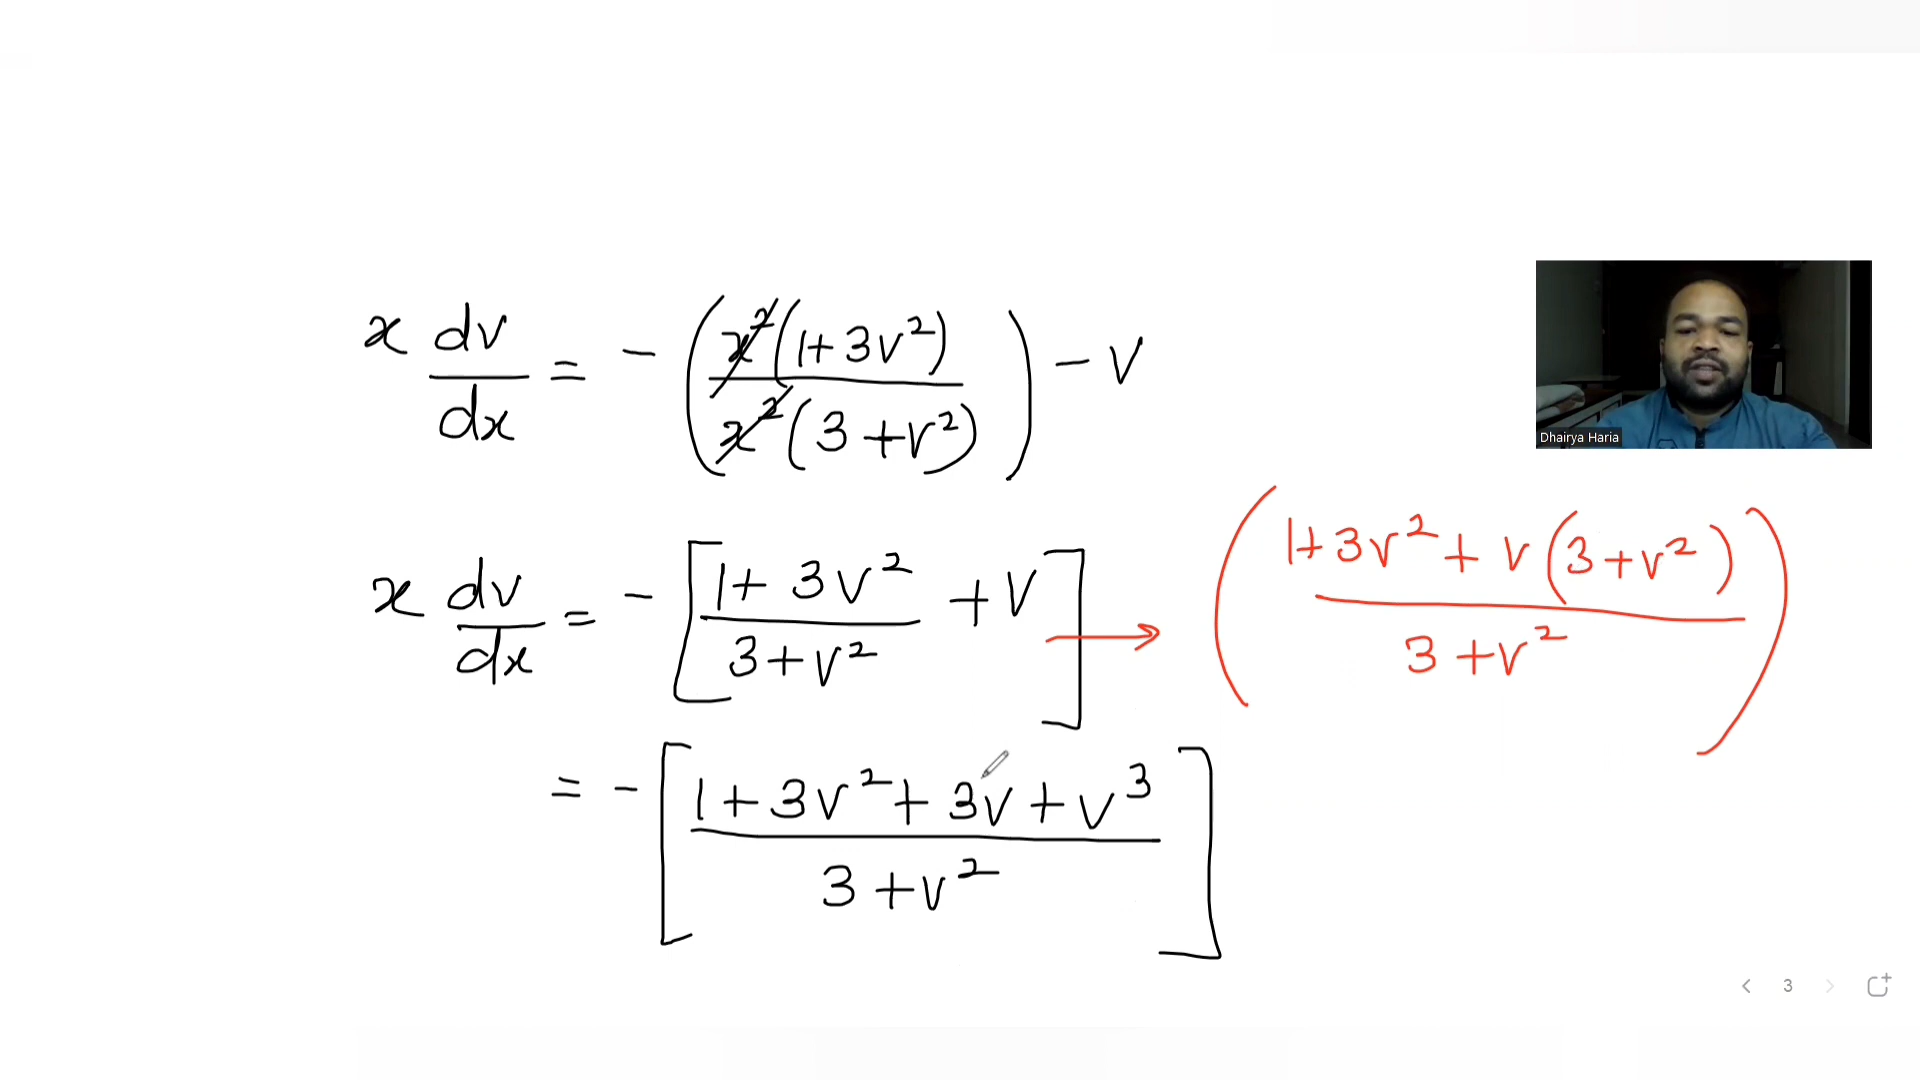 x dv/dx = - (x²(1+3v²) / x²(3+v²)) - v
Dhairya Haria
x dv/dx = - [1+3v² / 3+v² + v] → (1+3v²+v(3+v²) / 3+v²)
= - [1+3v²+3v+v³ / 3+v²]
< 3 >